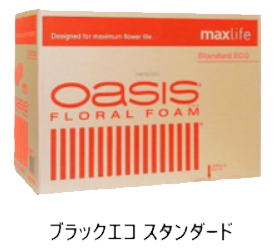 Designed for maximum flower life.
maxlife
Standard ECO
OASIS
FLORAL FOAM
ブラックエコ スタンダード